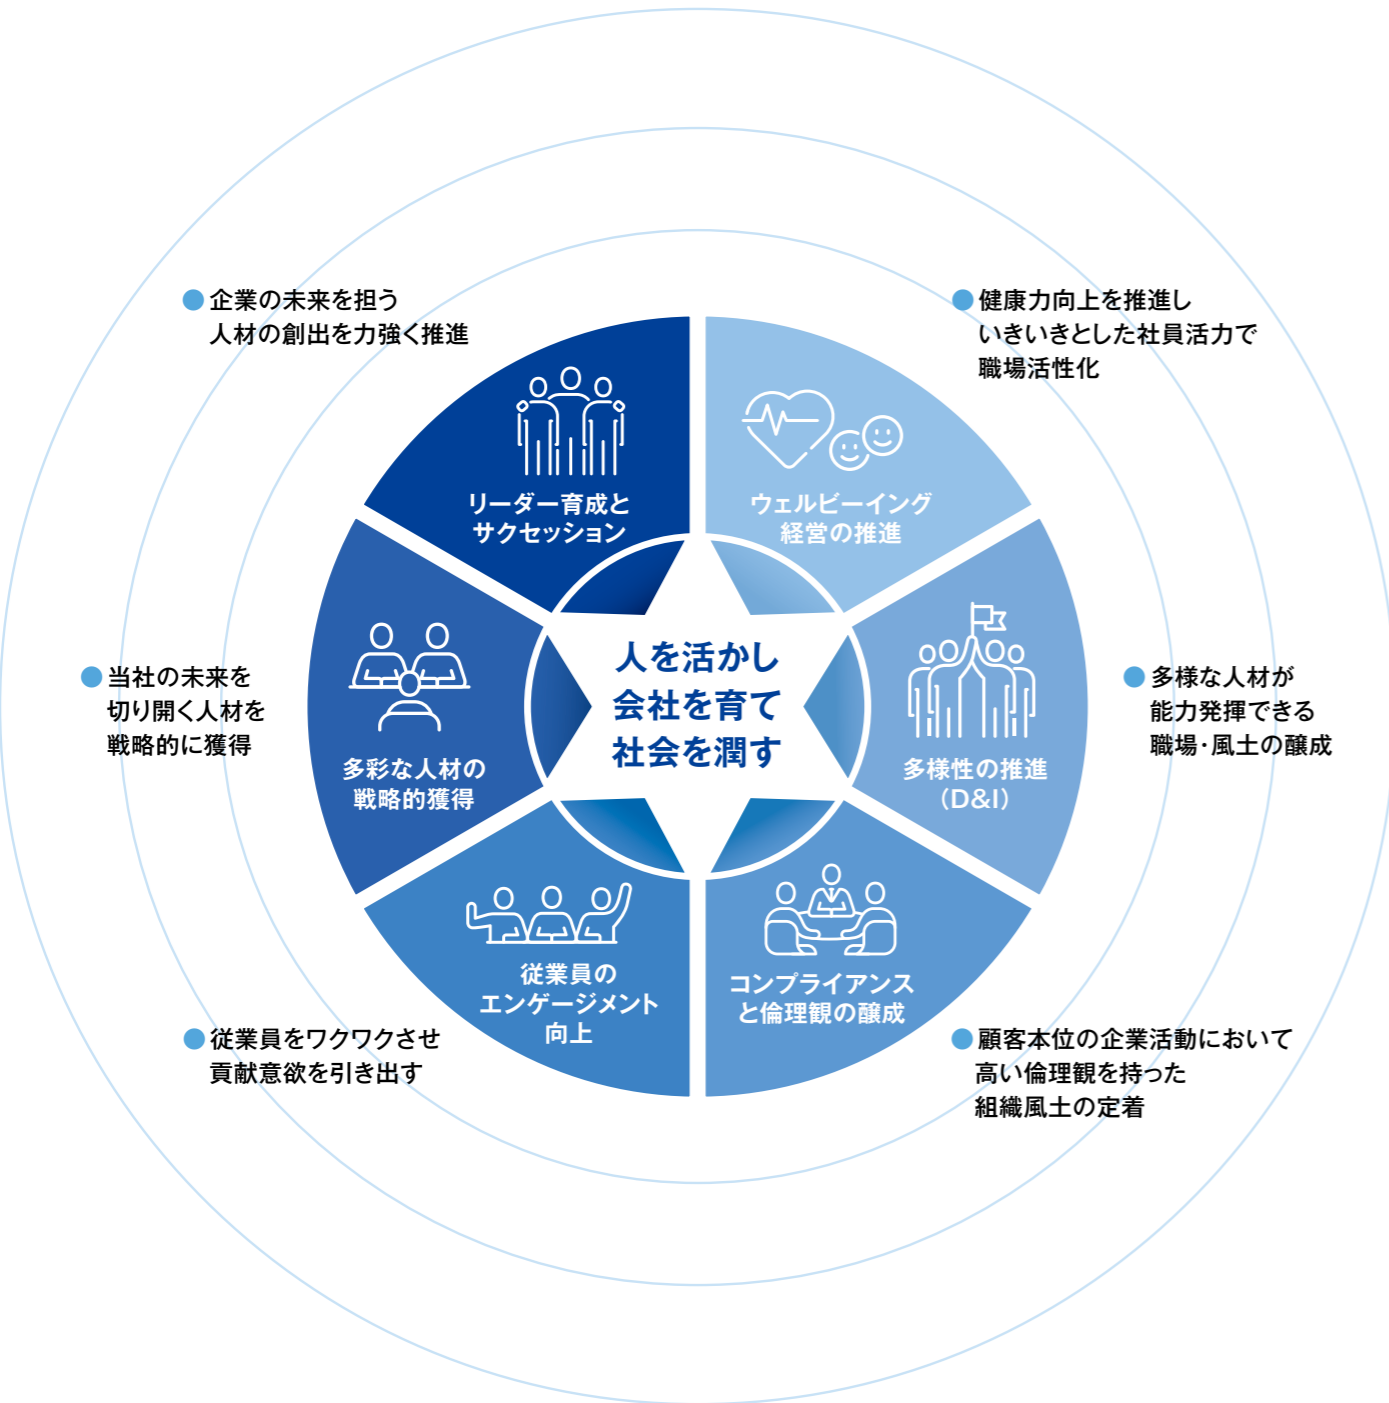 企業の未来を担う
人材の創出を力強く推進
健康力向上を推進し
いきいきとした社員活力で
職場活性化
リーダー育成と
サクセッション
ウェルビーイング
経営の推進
当社の未来を
切り開く人材を
戦略的に獲得
多彩な人材の
戦略的獲得
人を活かし
会社を育て
社会を潤す
多様性の推進
（D&I）
多様な人材が
能力発揮できる
職場・風土の醸成
従業員の
エンゲージメント
向上
コンプライアンス
と倫理観の醸成
従業員をワクワクさせ
貢献意欲を引き出す
顧客本位の企業活動において
高い倫理観を持った
組織風土の定着